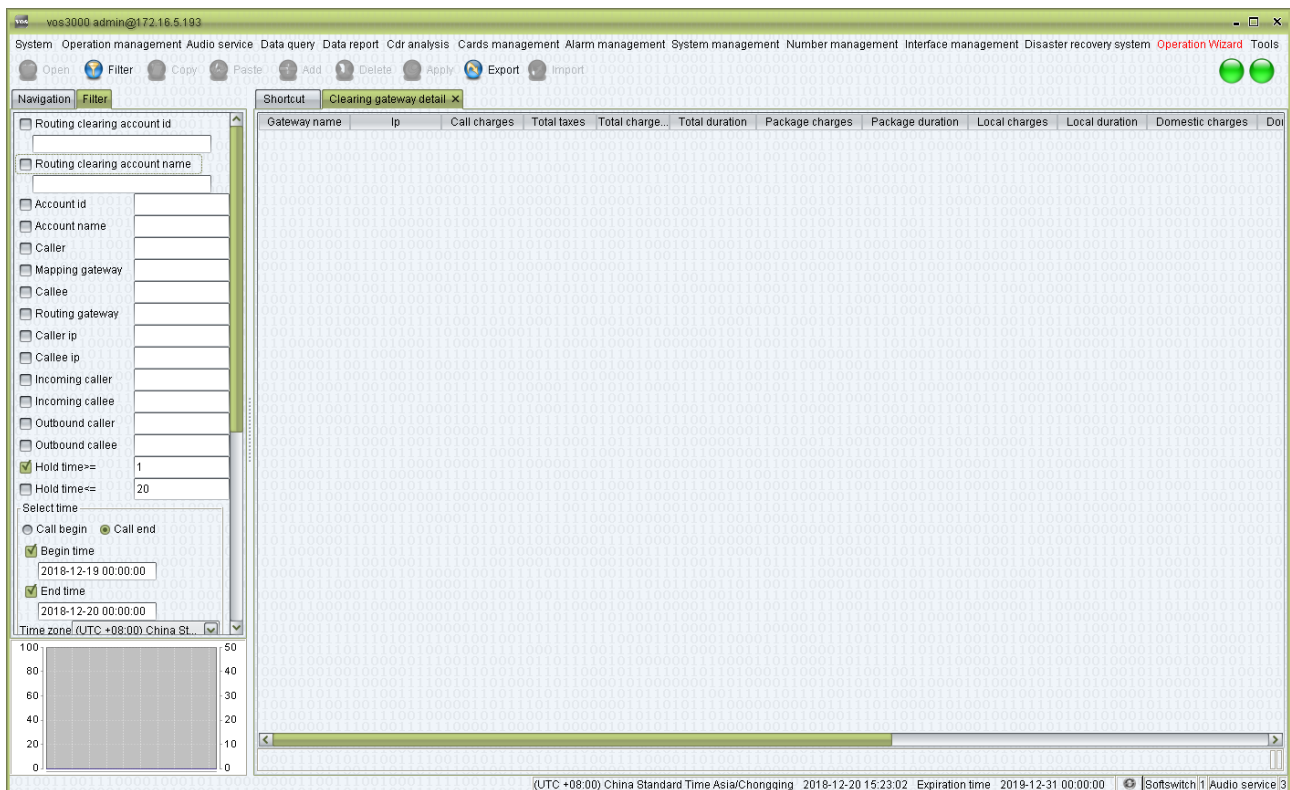 vos vos3000 admin@172.16.5.193
System Operation management Audio service Data query Data report Cdr analysis Cards management Alarm management System management Number management Interface management Disaster recovery system Operation Wizard Tools
Open Filter Copy Paste Add Delete Apply Export Import
Navigation Filter
Shortcut Clearing gateway detail
Gateway name Ip Call charges Total taxes Total charge... Total duration Package charges Package duration Local charges Local duration Domestic charges Do
Routing clearing account id
Routing clearing account name
Account id
Account name
Caller
Mapping gateway
Callee
Routing gateway
Caller ip
Callee ip
Incoming caller
Incoming callee
Outbound caller
Outbound callee
Hold time>= 1
Hold time<= 20
Select time
Call begin Call end
Begin time
2018-12-19 00:00:00
End time
2018-12-20 00:00:00
Time zone (UTC +08:00) China St...
100 50
80 40
60 30
40 20
20 10
0 0
(UTC +08:00) China Standard Time Asia/Chongqing 2018-12-20 15:23:02 Expiration time 2019-12-31 00:00:00 Softswitch 1 Audio service 3